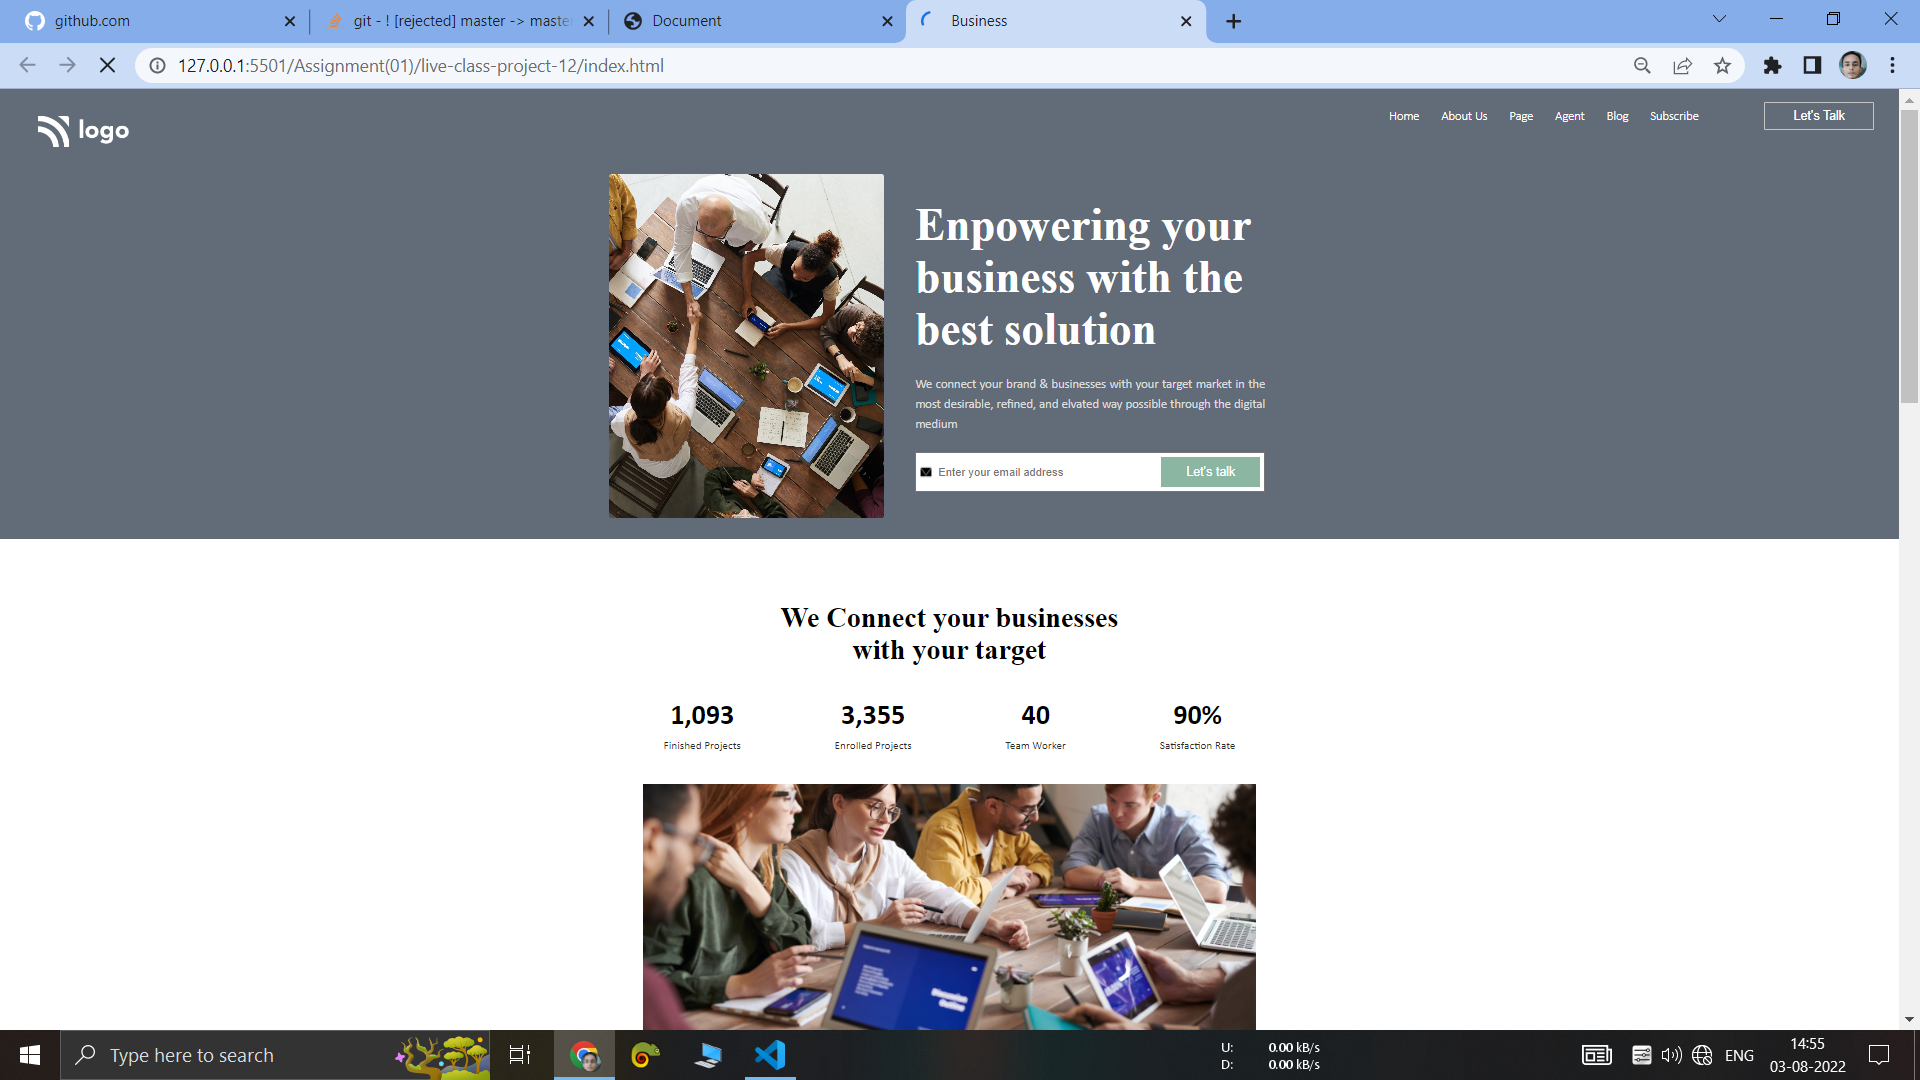 github.com
git - ! [rejected] master -> maste
Document
Business
127.0.0.1:5501/Assignment(01)/live-class-project-12/index.html
logo
Home About Us Page Agent Blog Subscribe
Let's Talk
Enpowering your
business with the
best solution
We connect your brand & businesses with your target market in the
most desirable, refined, and elvated way possible through the digital
medium
Enter your email address
Let's talk
We Connect your businesses
with your target
1,093 3,355 40 90%
Finished Projects Enrolled Projects Team Worker Satisfaction Rate
Type here to search
U: 0.00 kB/s
D: 0.00 kB/s
ENG
14:55
03-08-2022